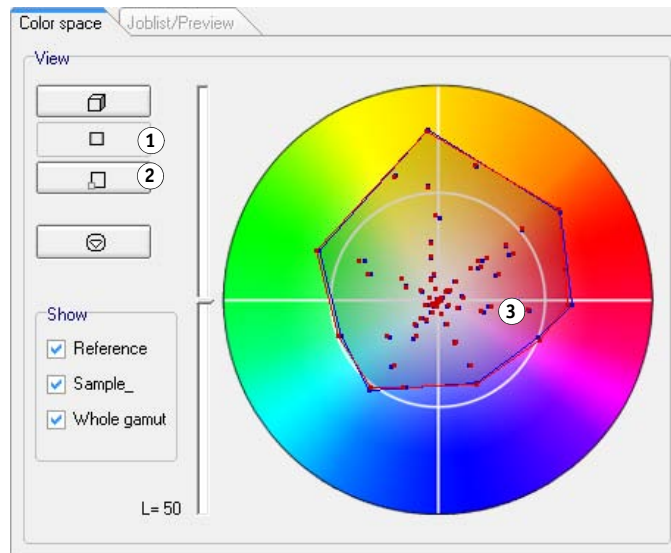 Color space Joblist/Preview
View
1
2
3
Show
Reference
Sample_
Whole gamut
L= 50